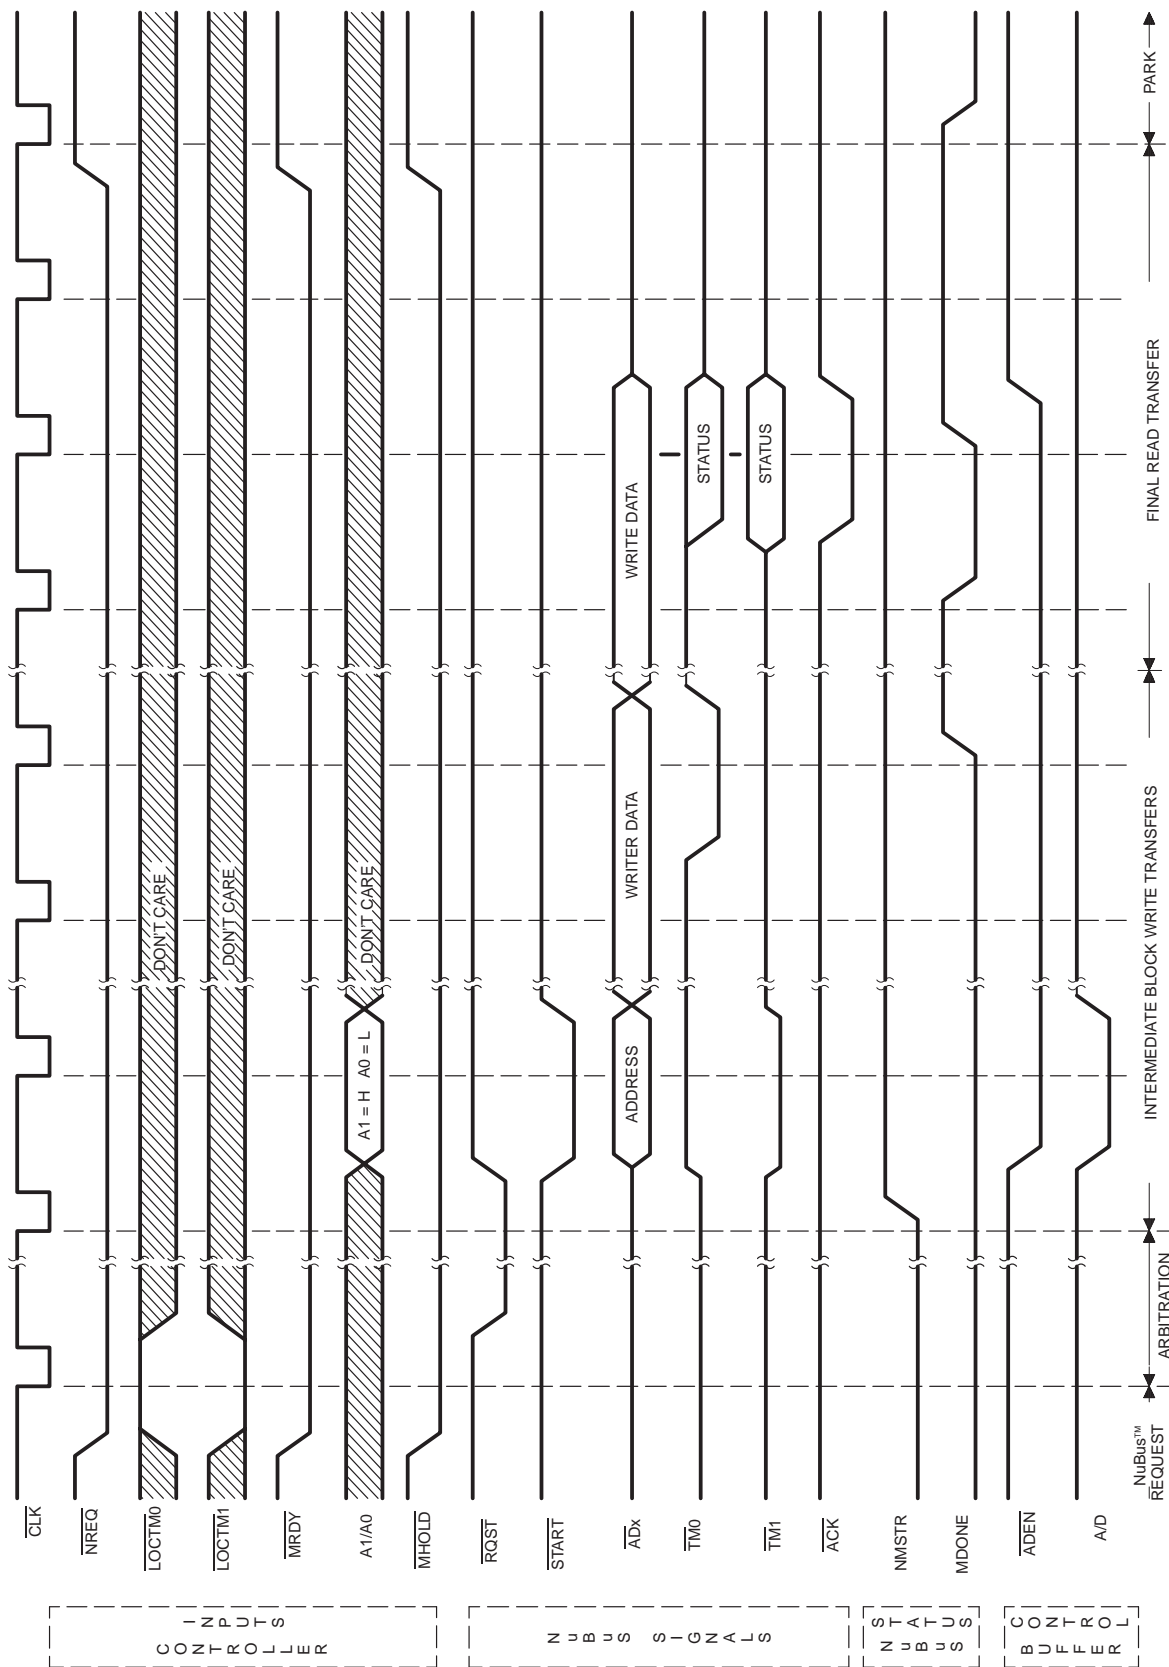 CONTROLLER
INPUTS
NuBuS SIGNALS
NuBuS
STATUS
BUFFER
CONTROL
CLK
NREQ
LOCTM0
LOCTM1
MRDY
A1/A0
MHOLD
RQST
START
ADx
TM0
TM1
ACK
NMSTR
MDONE
ADEN
A/D
DON'T CARE
DON'T CARE
A1 = H A0 = L
DON'T CARE
ADDRESS
WRITER DATA
WRITE DATA
STATUS
STATUS
NuBus™
REQUEST
ARBITRATION
INTERMEDIATE BLOCK WRITE TRANSFERS
FINAL READ TRANSFER
PARK